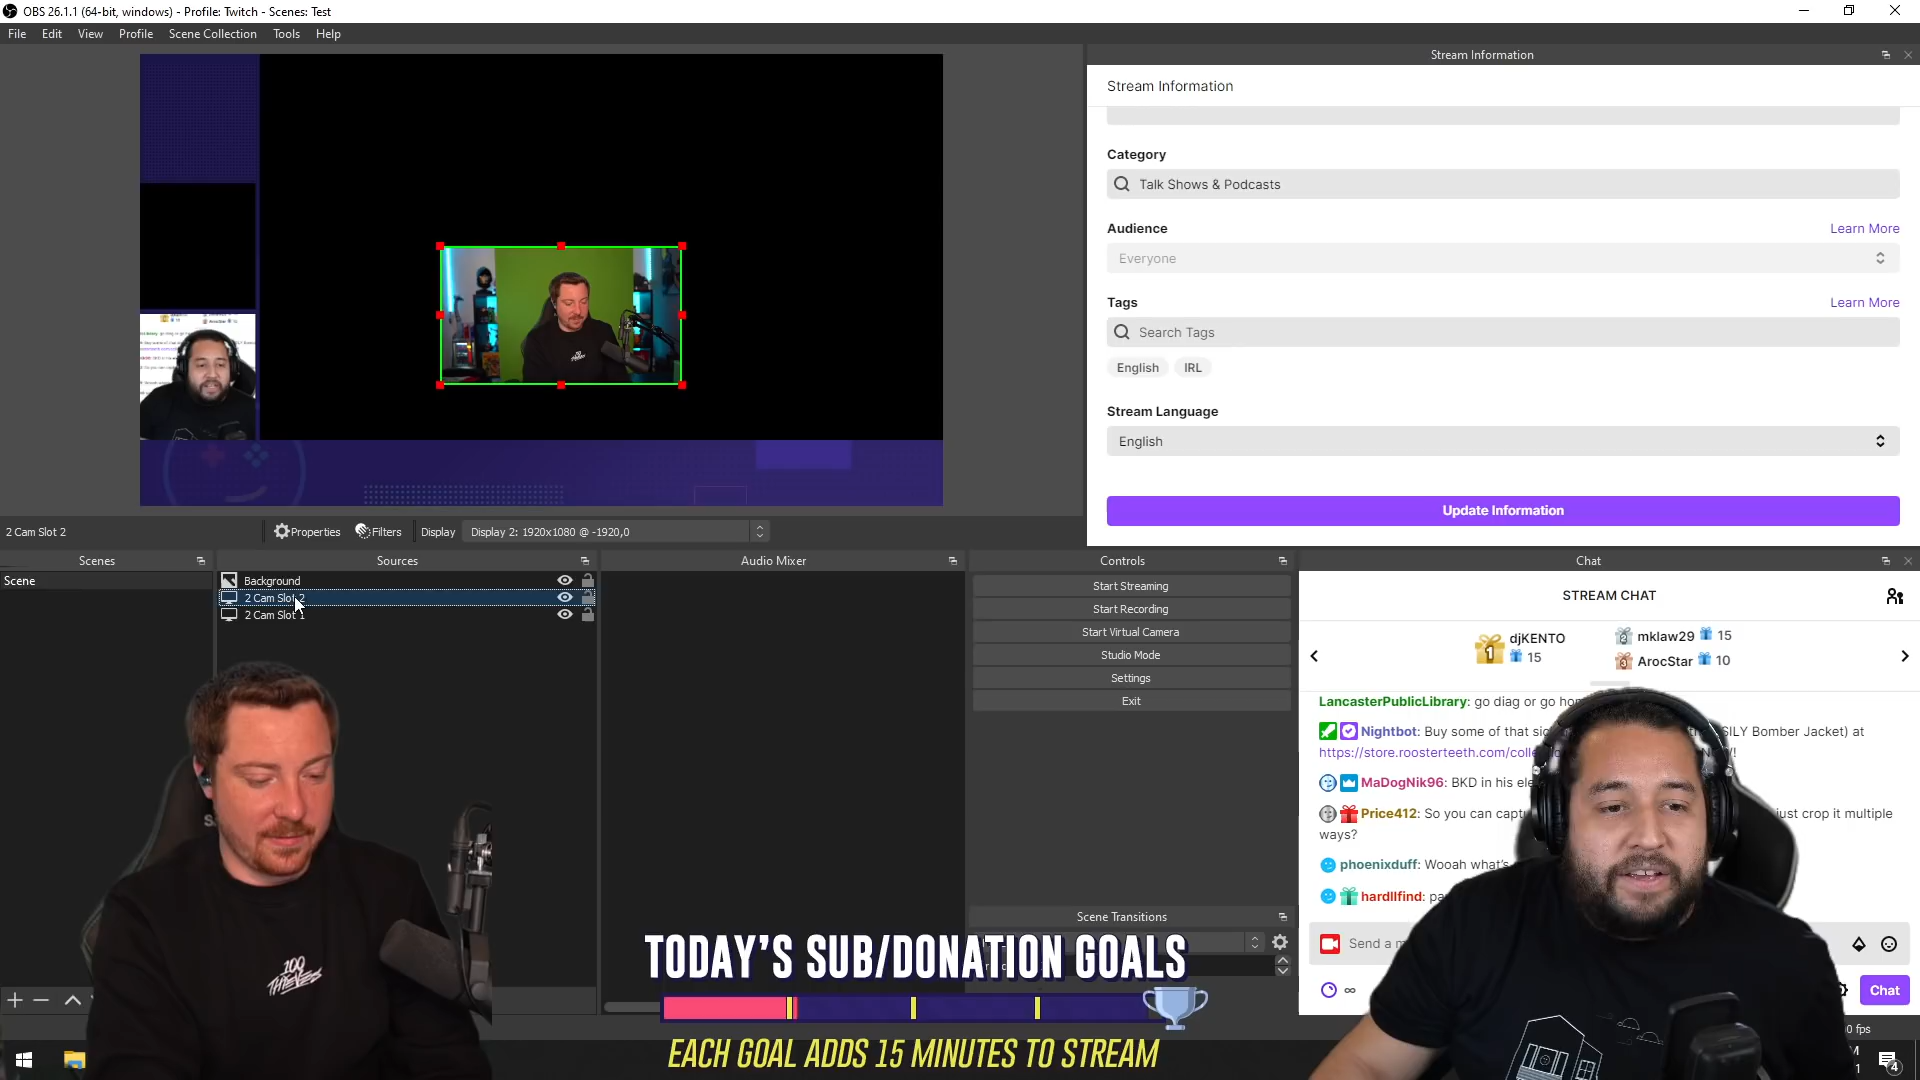 OBS 26.1.1 (64-bit, windows) - Profile: Twitch - Scenes: Test
File Edit View Profile Scene Collection Tools Help
Stream Information
Stream Information
Category
Talk Shows & Podcasts
Audience Learn More
Everyone
Tags Learn More
Search Tags
English IRL
Stream Language
English
Update Information
2 Cam Slot 2 Properties Filters Display Display 2: 1920x1080 @ -1920,0
Scenes Sources Audio Mixer Controls Chat
Scene
Background
2 Cam Slot 2
2 Cam Slot 1
Start Streaming
Start Recording
Start Virtual Camera
Studio Mode
Settings
Exit
Scene Transitions
STREAM CHAT
1 djKENTO 15
2 mklaw29 15
3 ArocStar 10
LancasterPublicLibrary: go diag or go
Nightbot: Buy some of that SILY Bomber Jacket) at
https://store.roosterteeth.com/
MaDogNik96: BKD in his
Price412: So you can just crop it multiple
ways?
phoenixduff: Wooah what's
hardllfind:
Send a
Chat
fps
4
100
THIEVES
TODAY'S SUB/DONATION GOALS
EACH GOAL ADDS 15 MINUTES TO STREAM